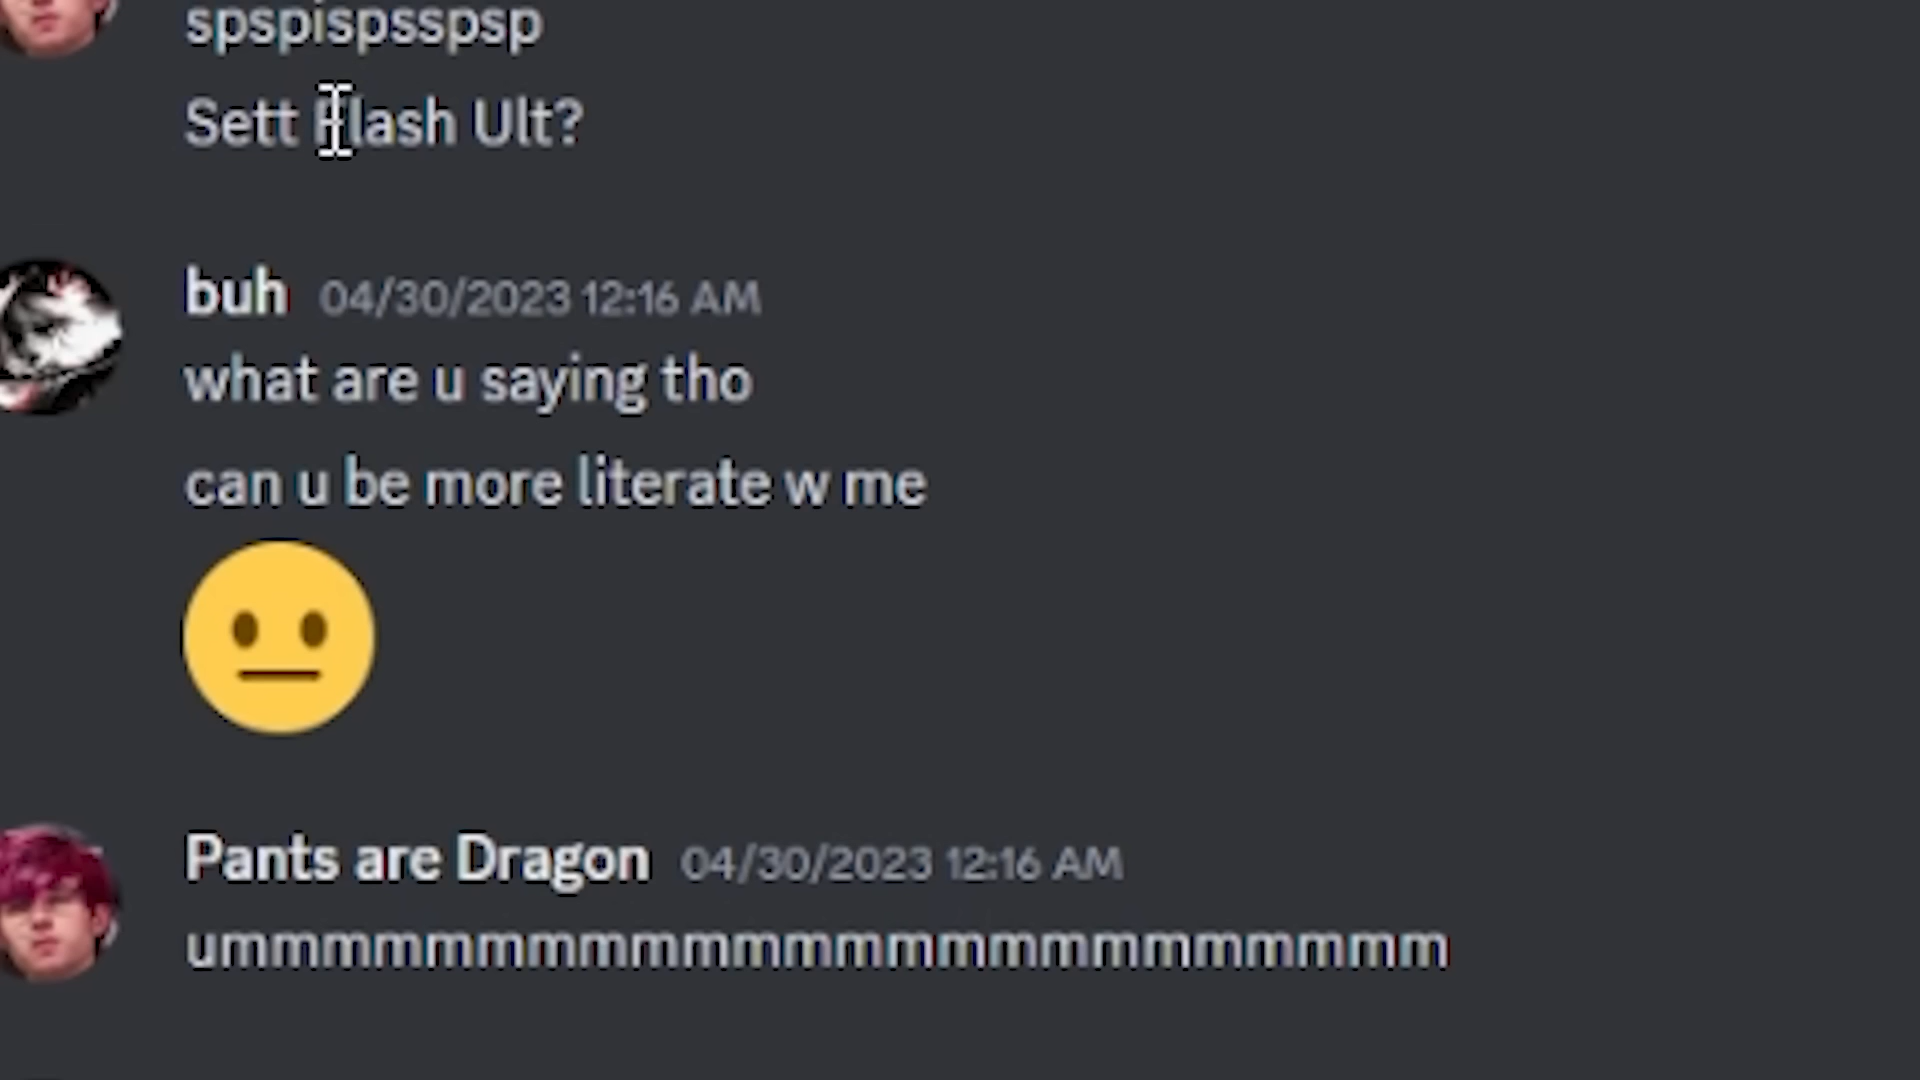 spspispsspsp
Sett Flash Ult?
buh 04/30/2023 12:16 AM
what are u saying tho
can u be more literate w me
Pants are Dragon 04/30/2023 12:16 AM
ummmmmmmmmmmmmmmmmmmmmmmm